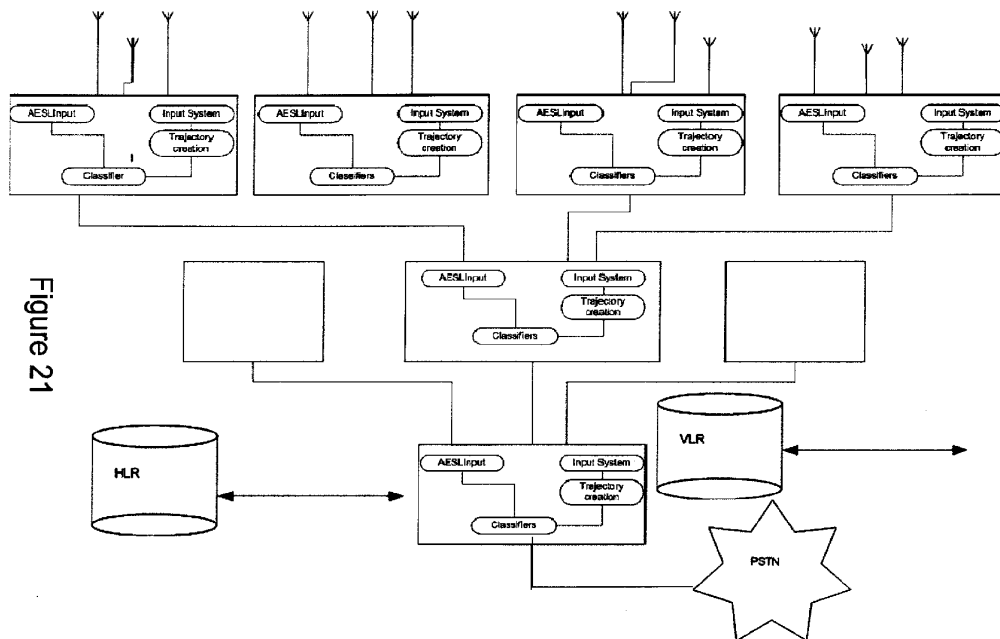 AESLInput
Input System
Trajectory
creation
Classifier
AESLInput
Input System
Trajectory
creation
Classifiers
AESLInput
Input System
Trajectory
creation
Classifiers
AESLInput
Input System
Trajectory
creation
Classifiers
AESLInput
Input System
Trajectory
creation
Classifiers
Figure 21
HLR
AESLInput
Input System
Trajectory
creation
Classifiers
VLR
PSTN